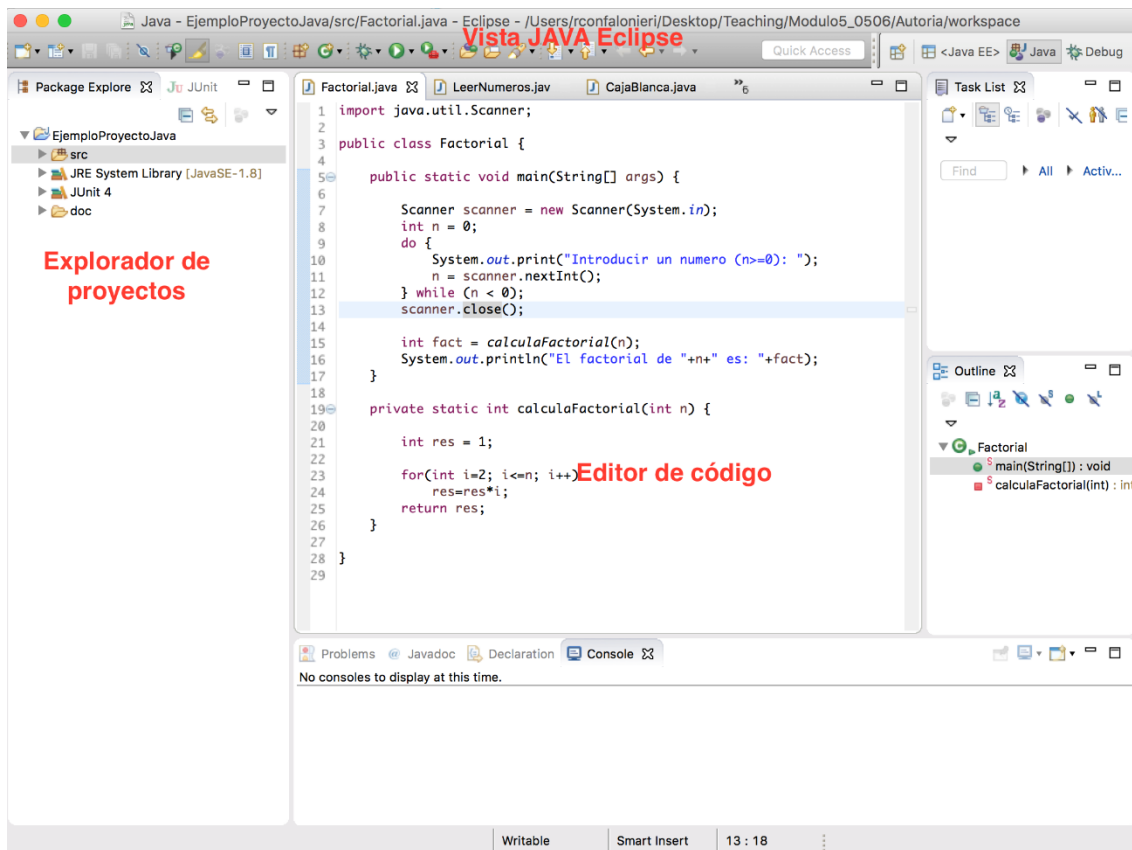 Java - EjemploProyectoJava/src/Factorial.java - Eclipse - /Users/rconfalonieri/Desktop/Teaching/Modulo5_0506/Autoria/workspace
Vista JAVA Eclipse
Quick Access
<Java EE> Java Debug
Package Explore JUnit
EjemploProyectoJava
src
JRE System Library [JavaSE-1.8]
JUnit 4
doc
Explorador de
proyectos
Factorial.java LeerNumeros.jav CajaBlanca.java »6
1 import java.util.Scanner;
2
3 public class Factorial {
4
5 public static void main(String[] args) {
6
7 Scanner scanner = new Scanner(System.in);
8 int n = 0;
9 do {
10 System.out.print("Introducir un numero (n>=0): ");
11 n = scanner.nextInt();
12 } while (n < 0);
13 scanner.close();
14
15 int fact = calculaFactorial(n);
16 System.out.println("El factorial de "+n+" es: "+fact);
17 }
18
19 private static int calculaFactorial(int n) {
20
21 int res = 1;
22
23 for(int i=2; i<=n; i++)
24 res=res*i;
25 return res;
26 }
27
28 }
29
Editor de código
Task List
Find All Activ...
Outline
Factorial
main(String[]) : void
calculaFactorial(int) : int
Problems Javadoc Declaration Console
No consoles to display at this time.
Writable Smart Insert 13 : 18